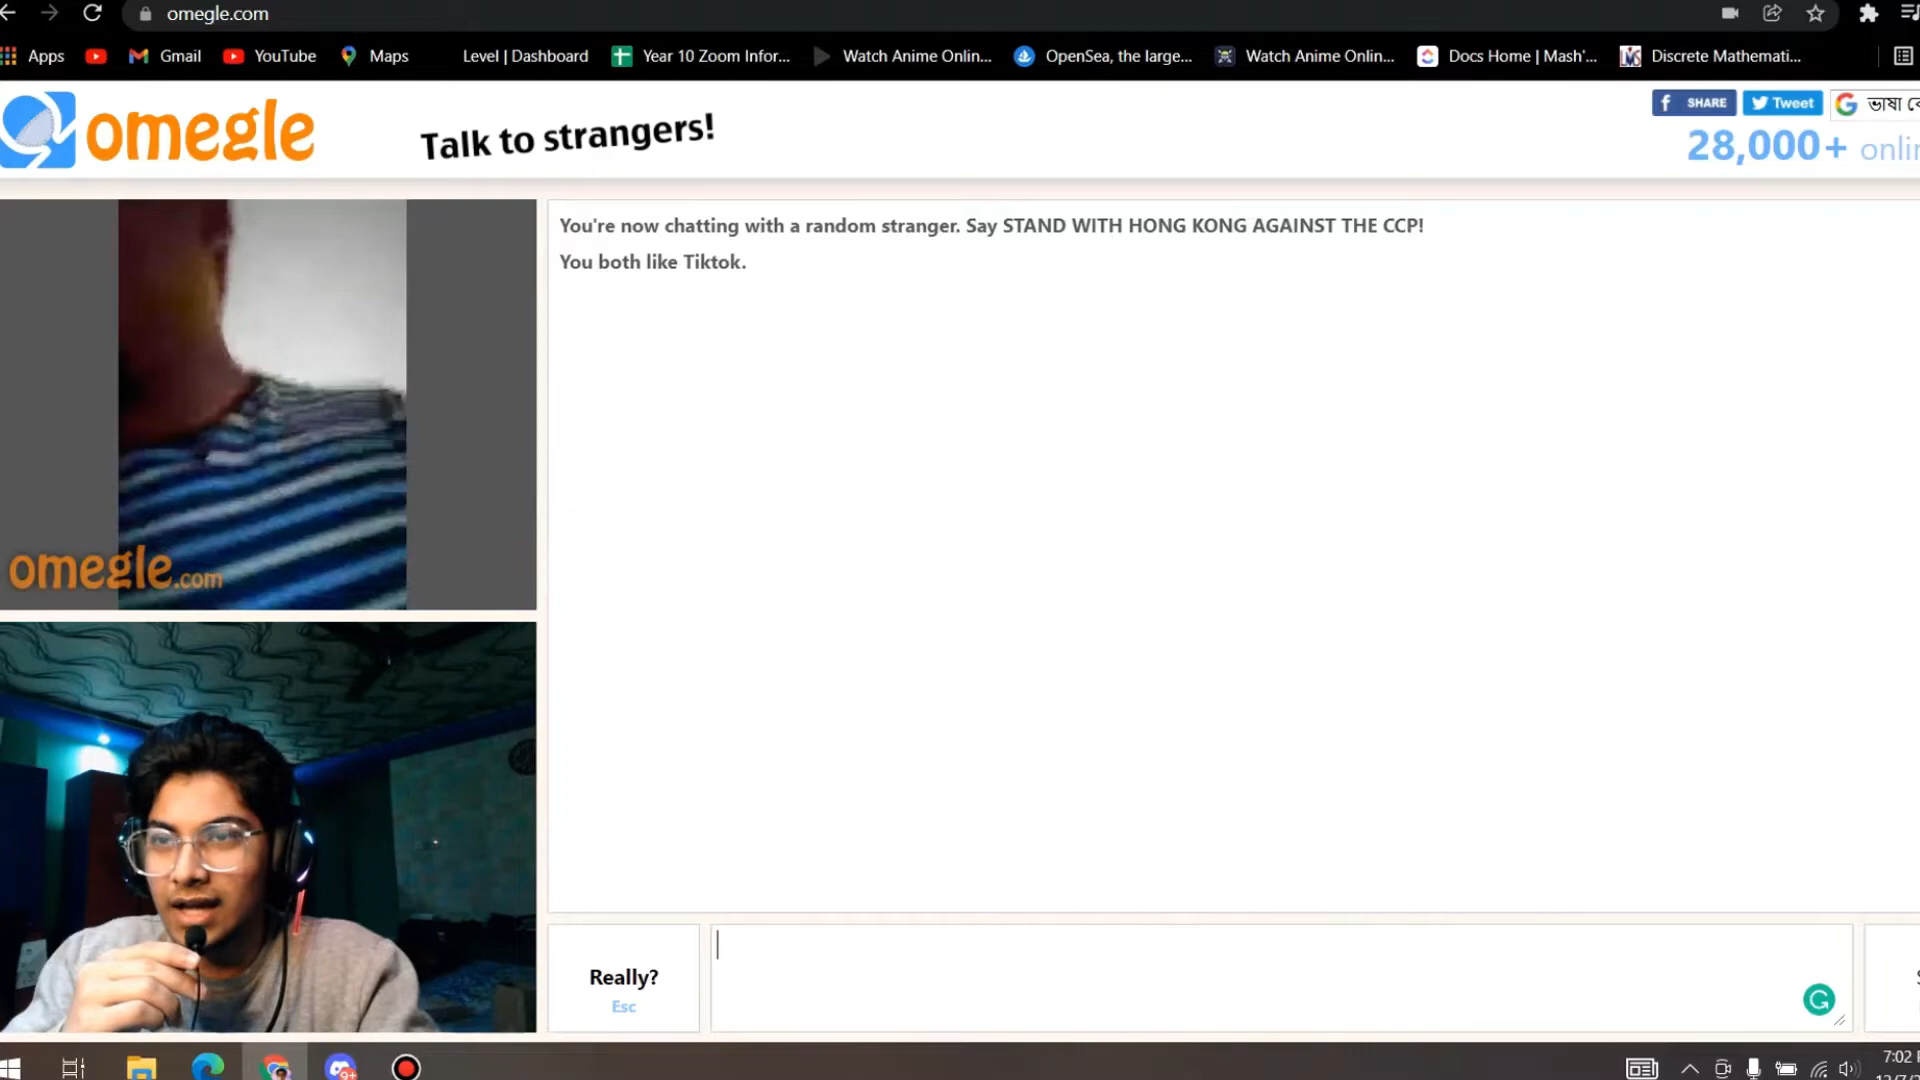 omegle.com
Apps Gmail YouTube Maps Level | Dashboard Year 10 Zoom Infor... Watch Anime Onlin... OpenSea, the large... Watch Anime Onlin... Docs Home | Mash'... Discrete Mathemati...
omegle Talk to strangers! SHARE Tweet ভাষা
28,000+ onlin
You're now chatting with a random stranger. Say STAND WITH HONG KONG AGAINST THE CCP!
You both like Tiktok.
omegle.com
Really?
Esc
9+
7:02